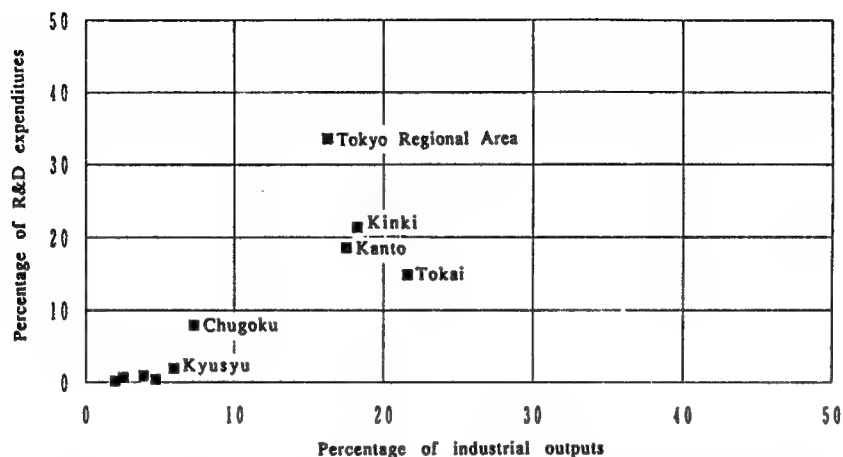 Percentage of R&D expenditures
50
40
30
20
10
0
Tokyo Regional Area
Kinki
Kanto
Tokai
Chugoku
Kyusyu
0 10 20 30 40 50
Percentage of industrial outputs